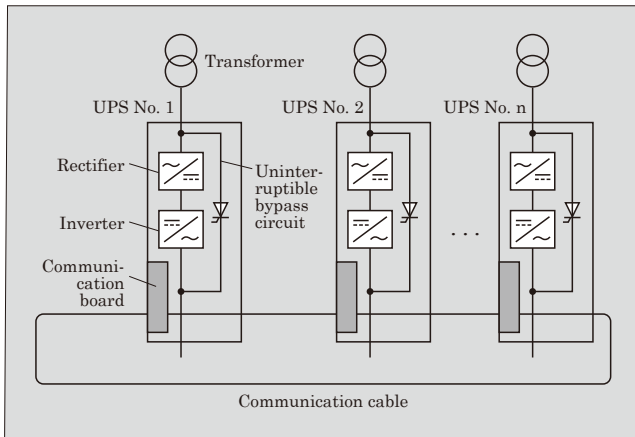 Transformer
UPS No. 1
UPS No. 2
UPS No. n
Rectifier
Uninter-
ruptible
bypass
circuit
Inverter
. . .
Communi-
cation
board
Communication cable